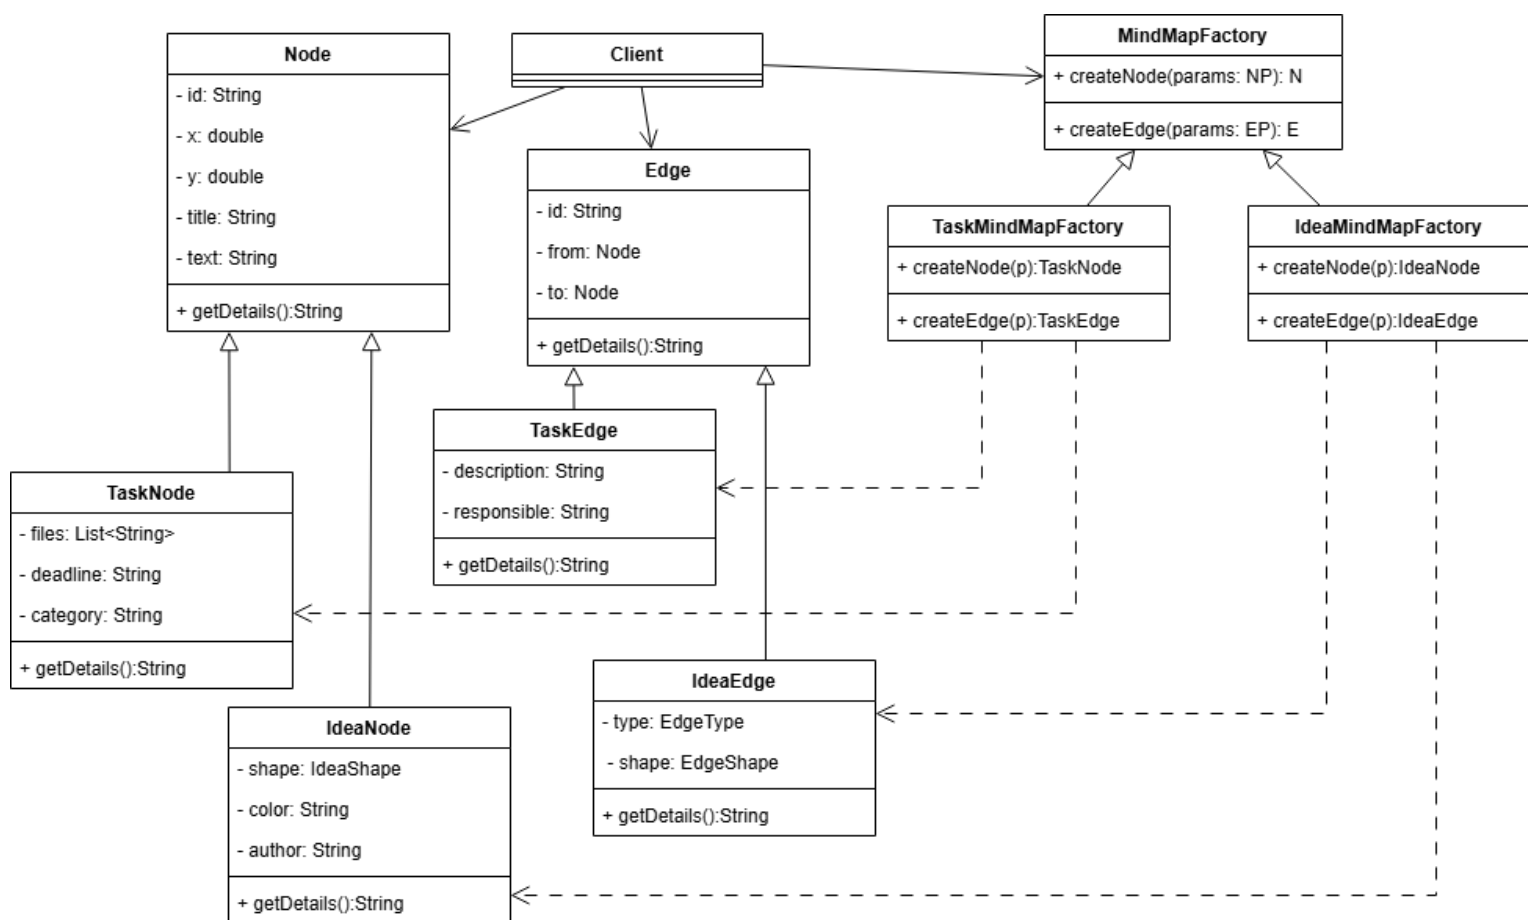 Node
- id: String
- x: double
- y: double
- title: String
- text: String
+ getDetails():String
Client
MindMapFactory
+ createNode(params: NP): N
+ createEdge(params: EP): E
Edge
- id: String
- from: Node
- to: Node
+ getDetails():String
TaskMindMapFactory
+ createNode(p):TaskNode
+ createEdge(p):TaskEdge
IdeaMindMapFactory
+ createNode(p):IdeaNode
+ createEdge(p):IdeaEdge
TaskEdge
- description: String
- responsible: String
+ getDetails():String
TaskNode
- files: List<String>
- deadline: String
- category: String
+ getDetails():String
IdeaEdge
- type: EdgeType
- shape: EdgeShape
+ getDetails():String
IdeaNode
- shape: IdeaShape
- color: String
- author: String
+ getDetails():String